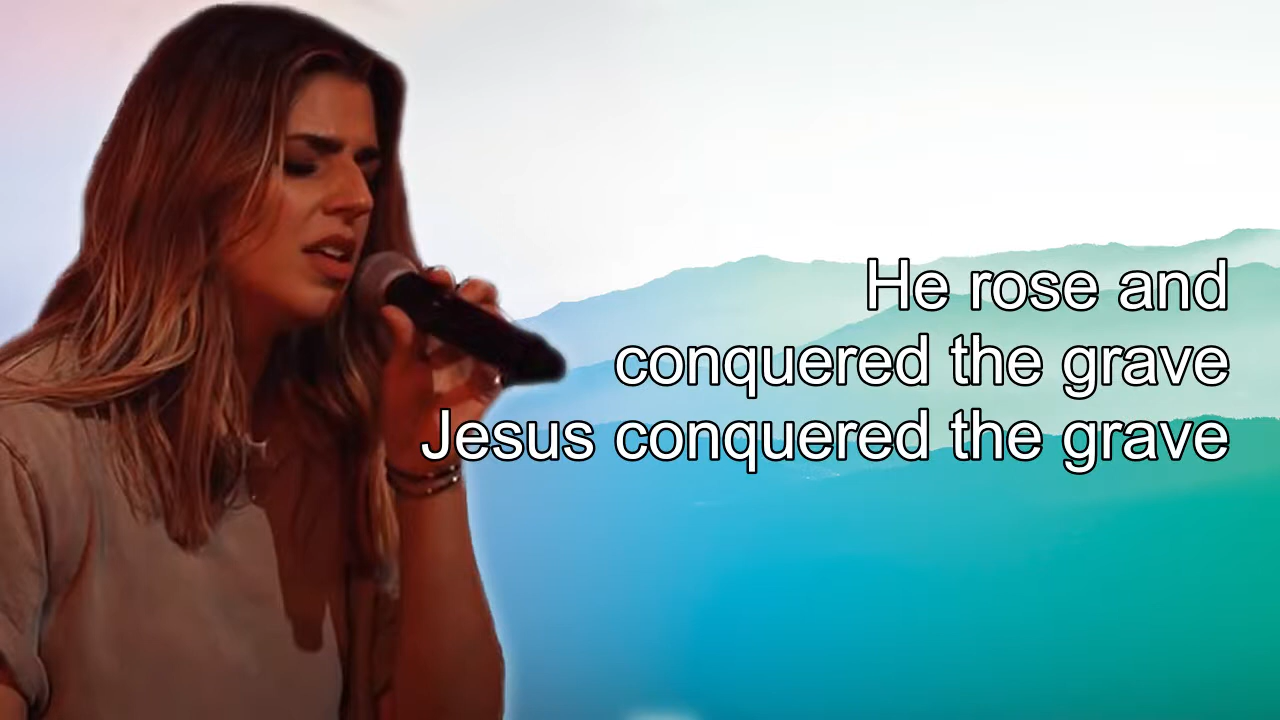 He rose and
conquered the grave
Jesus conquered the grave